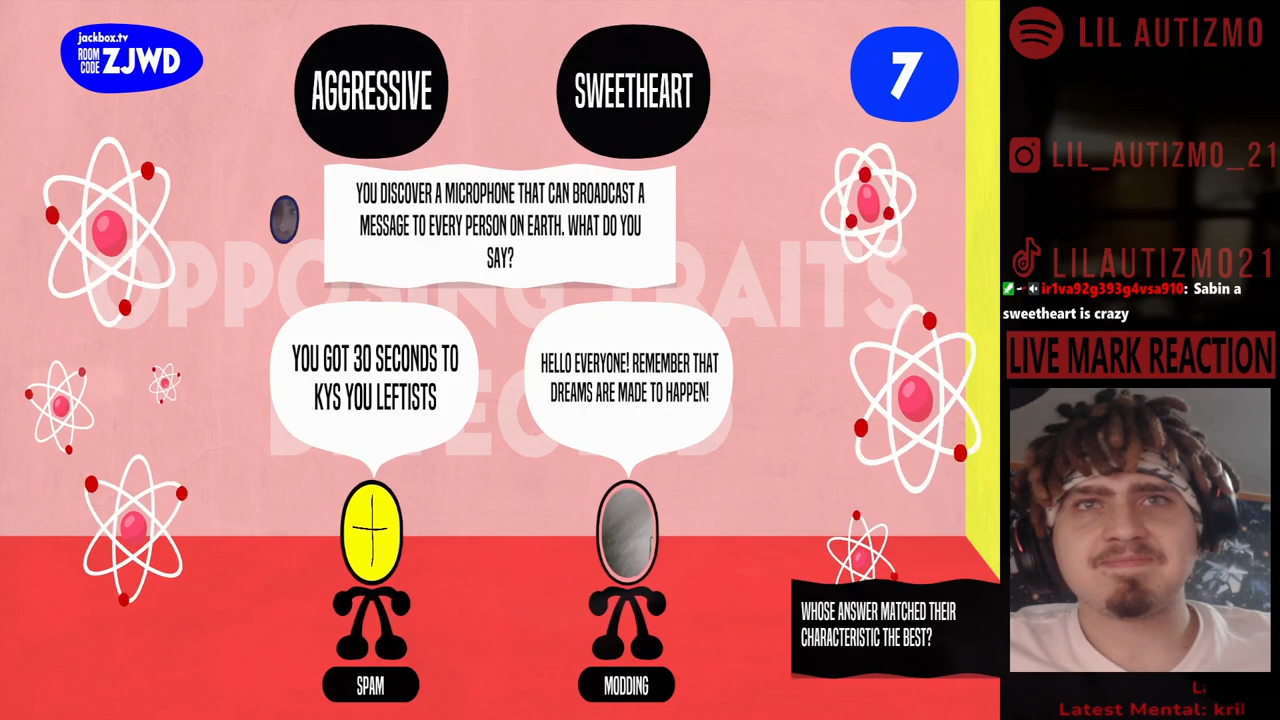 jackbox.tv
ROOM CODE ZJWD
AGGRESSIVE
SWEETHEART
7
YOU DISCOVER A MICROPHONE THAT CAN BROADCAST A
MESSAGE TO EVERY PERSON ON EARTH. WHAT DO YOU
SAY?
OPPOSING TRAITS
YOU GOT 30 SECONDS TO
KYS YOU LEFTISTS
HELLO EVERYONE! REMEMBER THAT
DREAMS ARE MADE TO HAPPEN!
SPAM
MODDING
WHOSE ANSWER MATCHED THEIR
CHARACTERISTIC THE BEST?
LIL AUTIZMO
LIL_AUTIZMO_21
LILAUTIZMO21
ir1va92g393g4vsa910: Sabin a
sweetheart is crazy
LIVE MARK REACTION
Latest Mental: kril